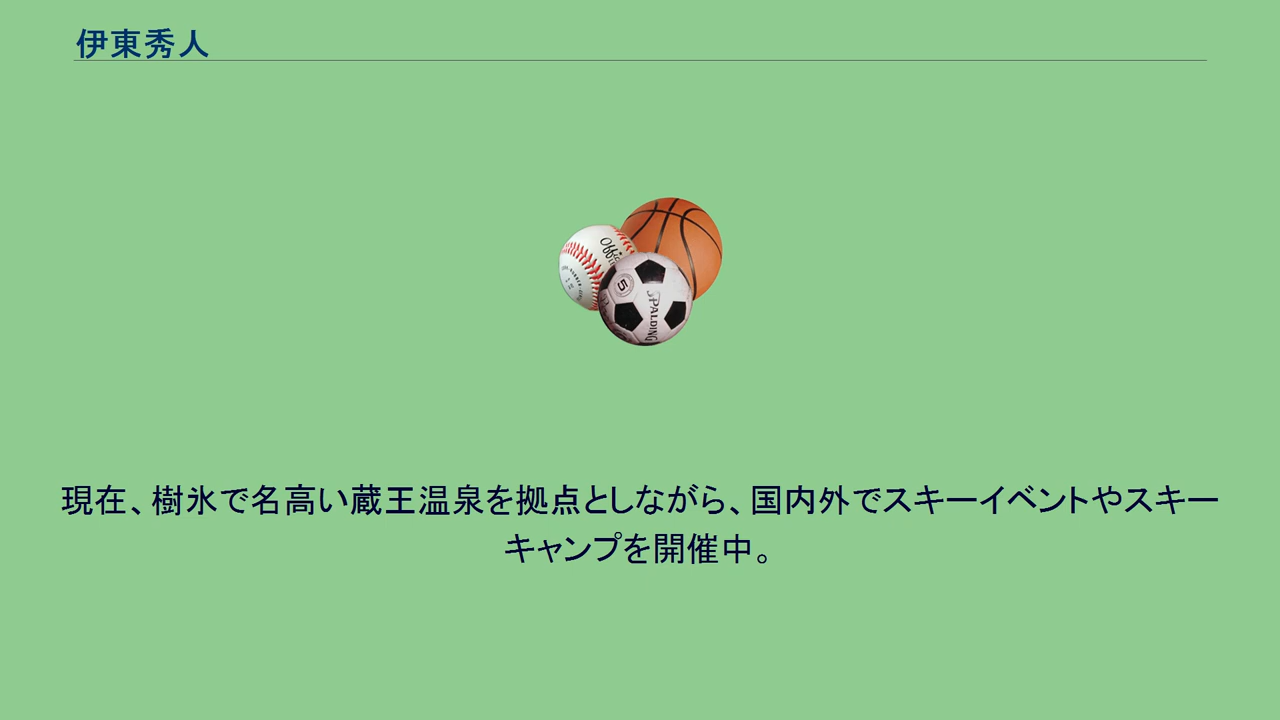 伊東秀人
5
SPALDING
現在、樹氷で名高い蔵王温泉を拠点としながら、国内外でスキーイベントやスキー
キャンプを開催中。